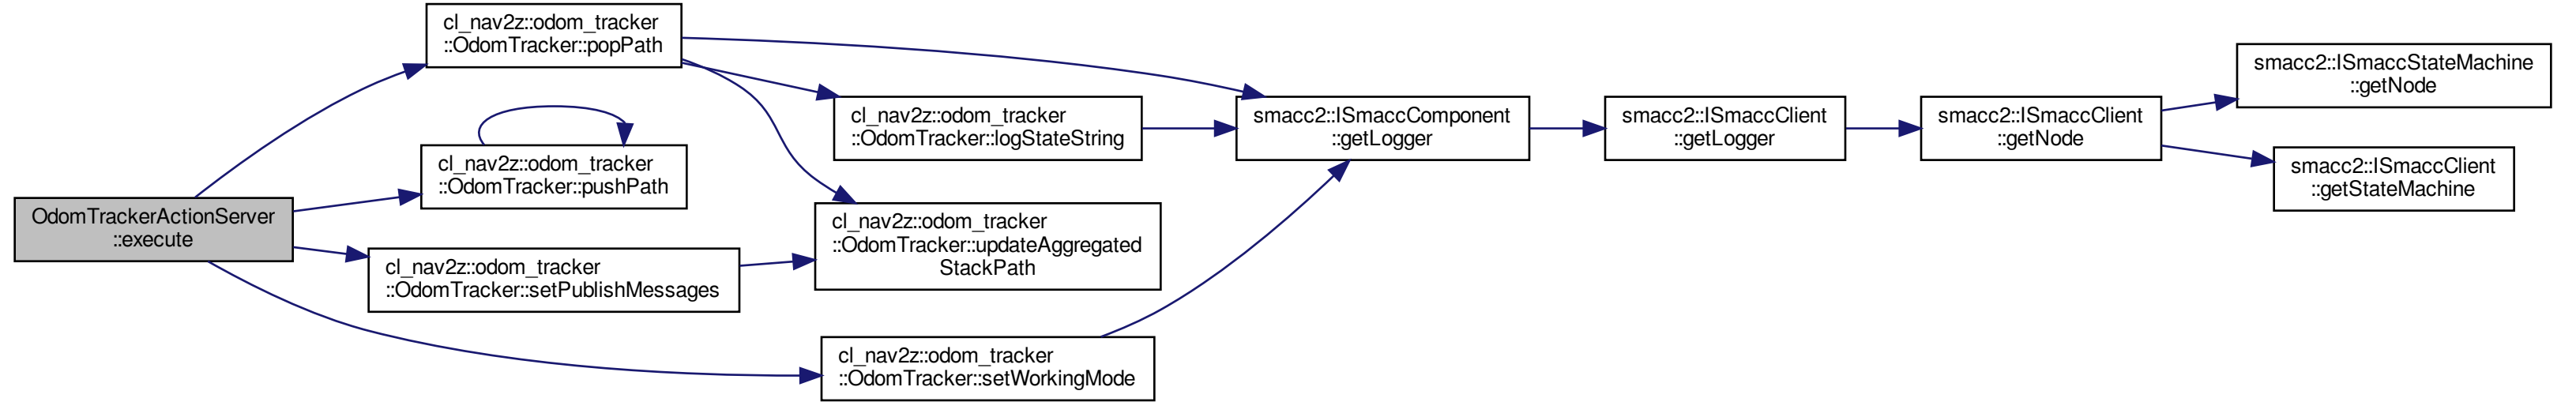 OdomTrackerActionServer
::execute
cl_nav2z::odom_tracker
::OdomTracker::popPath
cl_nav2z::odom_tracker
::OdomTracker::pushPath
cl_nav2z::odom_tracker
::OdomTracker::setPublishMessages
cl_nav2z::odom_tracker
::OdomTracker::logStateString
cl_nav2z::odom_tracker
::OdomTracker::updateAggregated
StackPath
cl_nav2z::odom_tracker
::OdomTracker::setWorkingMode
smacc2::ISmaccComponent
::getLogger
smacc2::ISmaccClient
::getLogger
smacc2::ISmaccClient
::getNode
smacc2::ISmaccStateMachine
::getNode
smacc2::ISmaccClient
::getStateMachine